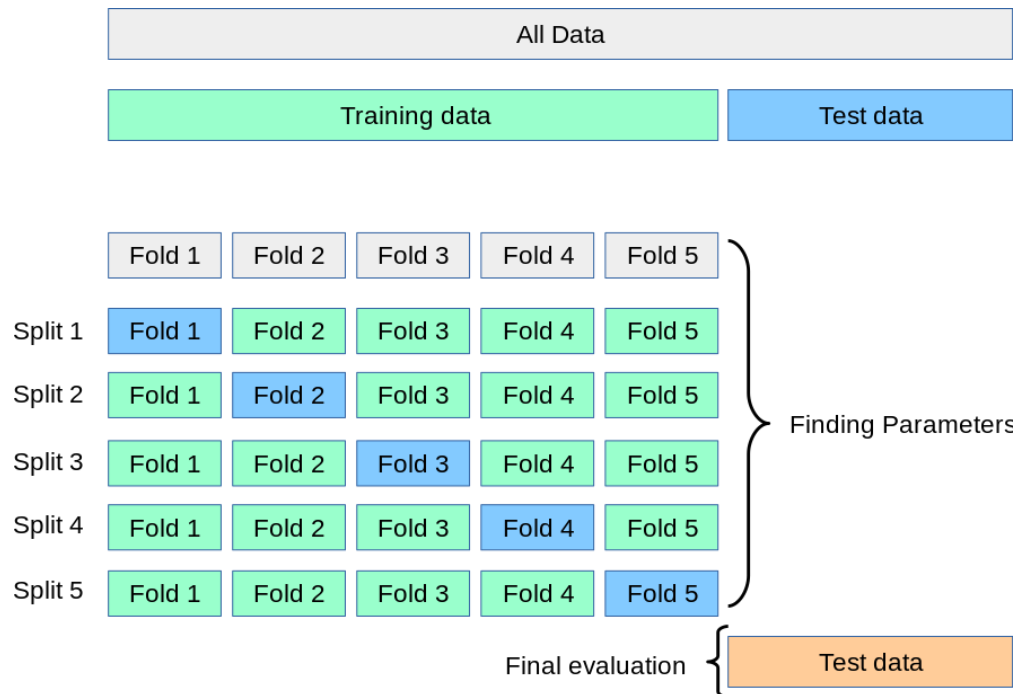 All Data
Training data Test data
Fold 1 Fold 2 Fold 3 Fold 4 Fold 5
Split 1 Fold 1 Fold 2 Fold 3 Fold 4 Fold 5
Split 2 Fold 1 Fold 2 Fold 3 Fold 4 Fold 5
Finding Parameters
Split 3 Fold 1 Fold 2 Fold 3 Fold 4 Fold 5
Split 4 Fold 1 Fold 2 Fold 3 Fold 4 Fold 5
Split 5 Fold 1 Fold 2 Fold 3 Fold 4 Fold 5
Final evaluation Test data